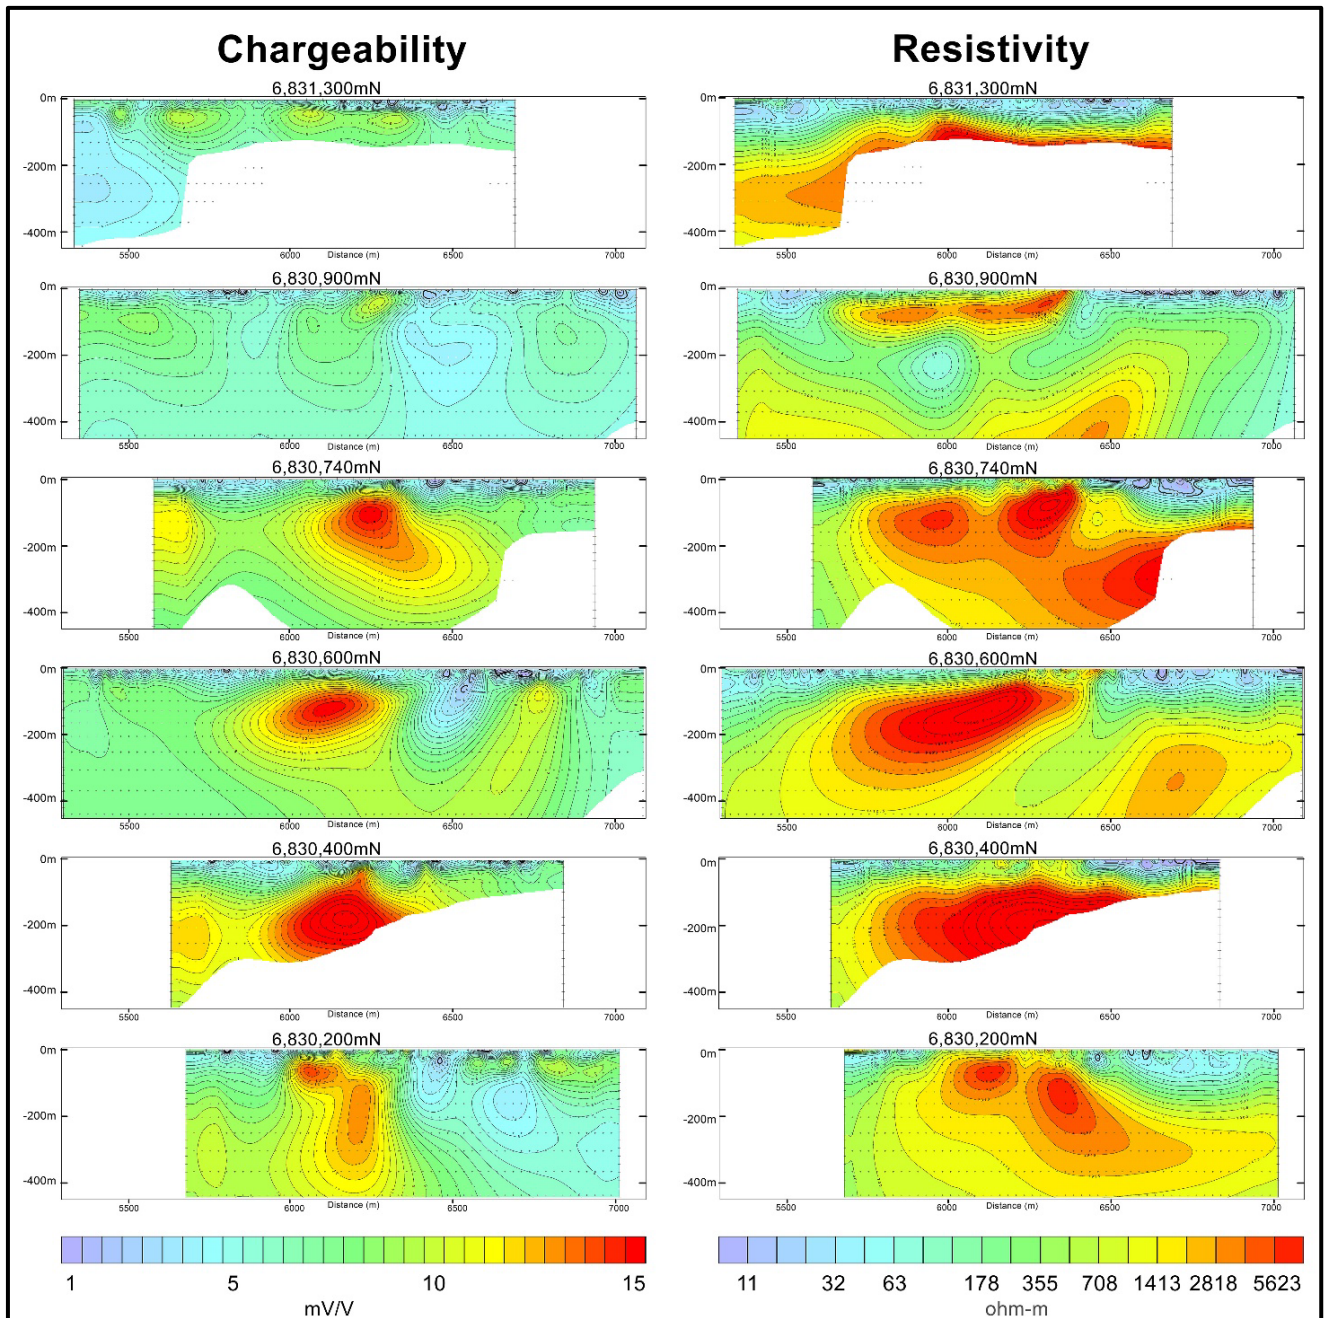 Chargeability Resistivity
6,831,300mN 6,831,300mN
0m 0m
-200m -200m
-400m -400m
5500 6000 Distance (m) 6500 7000 5500 6000 Distance (m) 6500 7000
6,830,900mN 6,830,900mN
0m 0m
-200m -200m
-400m -400m
5500 6000 Distance (m) 6500 7000 5500 6000 Distance (m) 6500 7000
6,830,740mN 6,830,740mN
0m 0m
-200m -200m
-400m -400m
5500 6000 Distance (m) 6500 7000 5500 6000 Distance (m) 6500 7000
6,830,600mN 6,830,600mN
0m 0m
-200m -200m
-400m -400m
5500 6000 Distance (m) 6500 7000 5500 6000 Distance (m) 6500 7000
6,830,400mN 6,830,400mN
0m 0m
-200m -200m
-400m -400m
5500 6000 Distance (m) 6500 7000 5500 6000 Distance (m) 6500 7000
6,830,200mN 6,830,200mN
0m 0m
-200m -200m
-400m -400m
5500 6000 Distance (m) 6500 7000 5500 6000 Distance (m) 6500 7000
1 5 10 15 11 32 63 178 355 708 1413 2818 5623
mV/V ohm-m